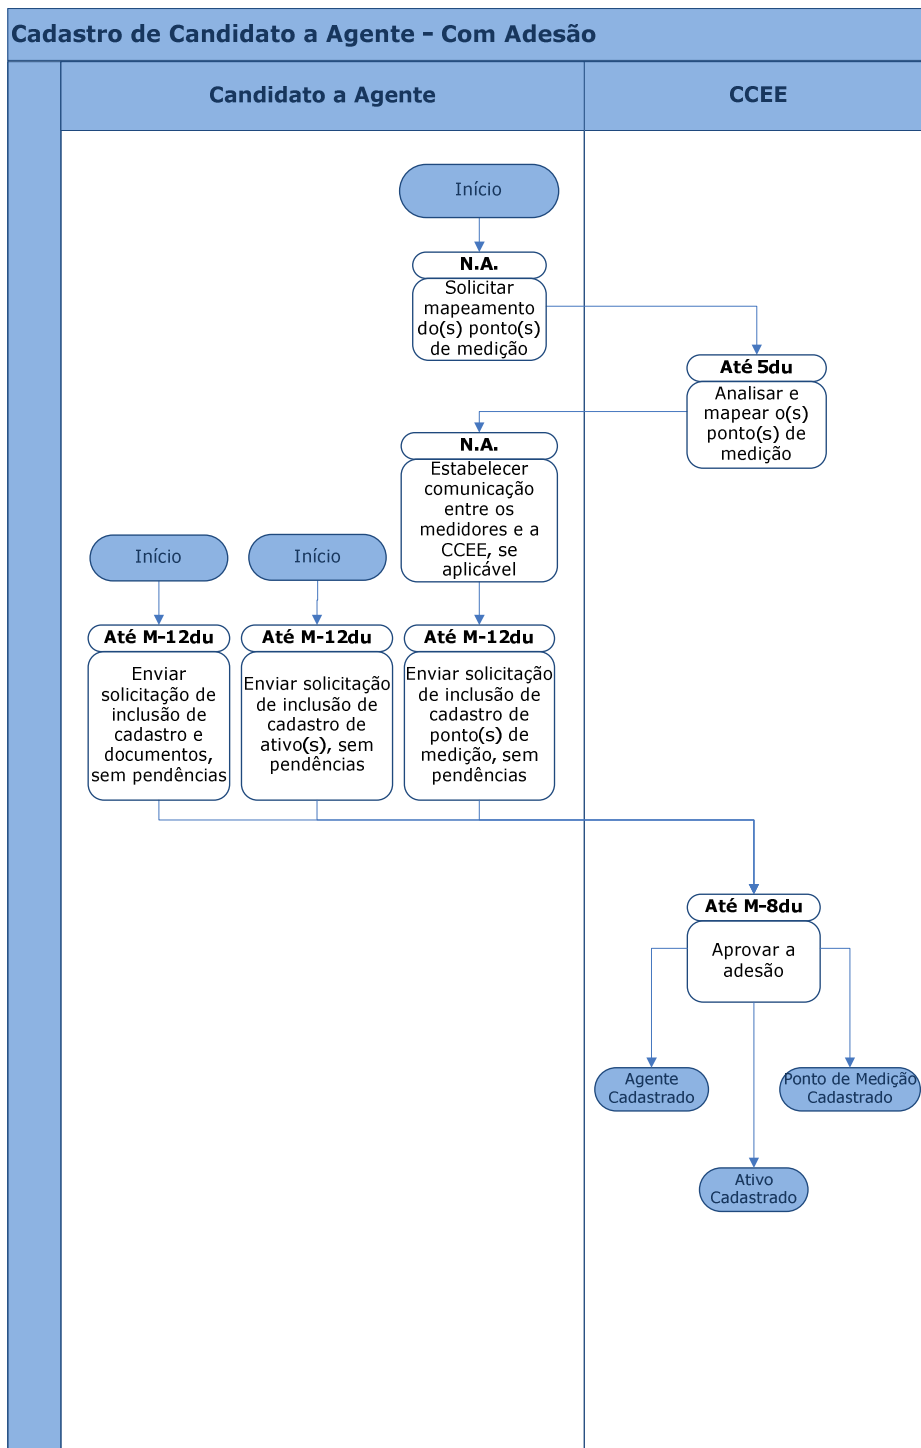 Cadastro de Candidato a Agente – Com Adesão
Candidato a Agente
CCEE
Início
N.A.
Solicitar
mapeamento
do(s) ponto(s)
de medição
Até 5du
Analisar e
mapear o(s)
ponto(s) de
medição
N.A.
Estabelecer
comunicação
entre os
medidores e a
CCEE, se
aplicável
Início
Início
Até M-12du
Enviar
solicitação de
inclusão de
cadastro e
documentos,
sem pendências
Até M-12du
Enviar solicitação
de inclusão de
cadastro de
ativo(s), sem
pendências
Até M-12du
Enviar solicitação
de inclusão de
cadastro de
ponto(s) de
medição, sem
pendências
Até M-8du
Aprovar a
adesão
Agente
Cadastrado
Ponto de Medição
Cadastrado
Ativo
Cadastrado